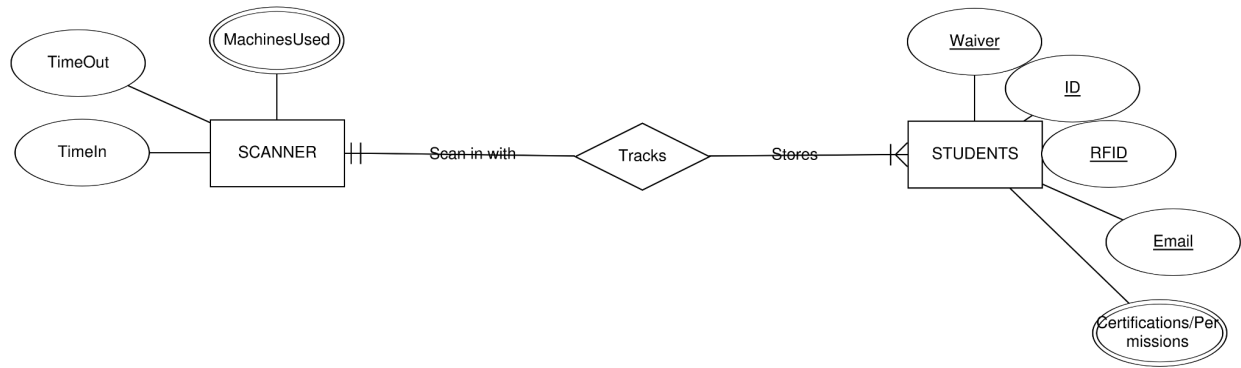 MachinesUsed
Waiver
TimeOut
ID
TimeIn
SCANNER
Scan in with
Tracks
Stores
STUDENTS
RFID
Email
Certifications/Per
missions